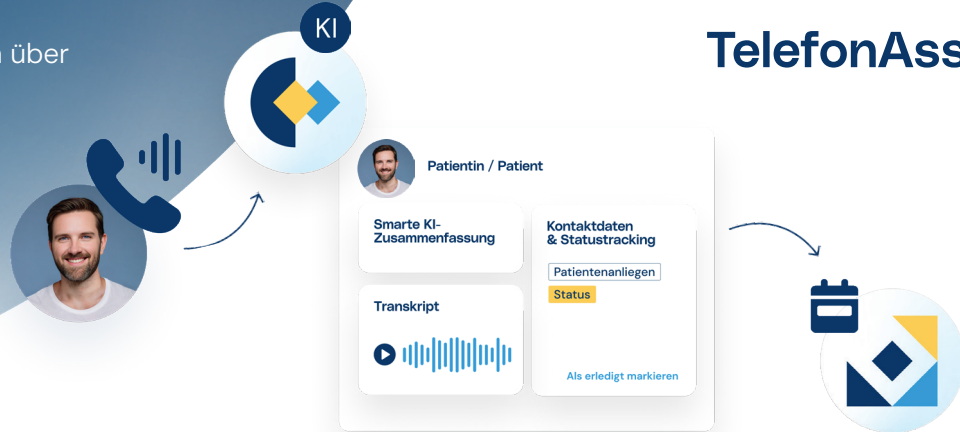 über
KI
TelefonAss
Patientin / Patient
Smarte KI-
Zusammenfassung
Kontaktdaten
& Statustracking
Patientenanliegen
Status
Transkript
Als erledigt markieren